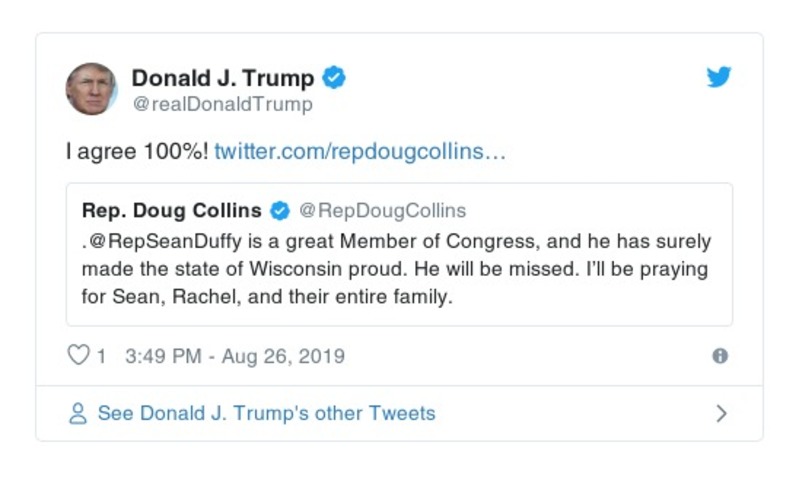 Donald J. Trump
@realDonaldTrump
I agree 100%! twitter.com/repdougcollins…
Rep. Doug Collins @RepDougCollins
.@RepSeanDuffy is a great Member of Congress, and he has surely
made the state of Wisconsin proud. He will be missed. I'll be praying
for Sean, Rachel, and their entire family.
1 3:49 PM - Aug 26, 2019
See Donald J. Trump's other Tweets